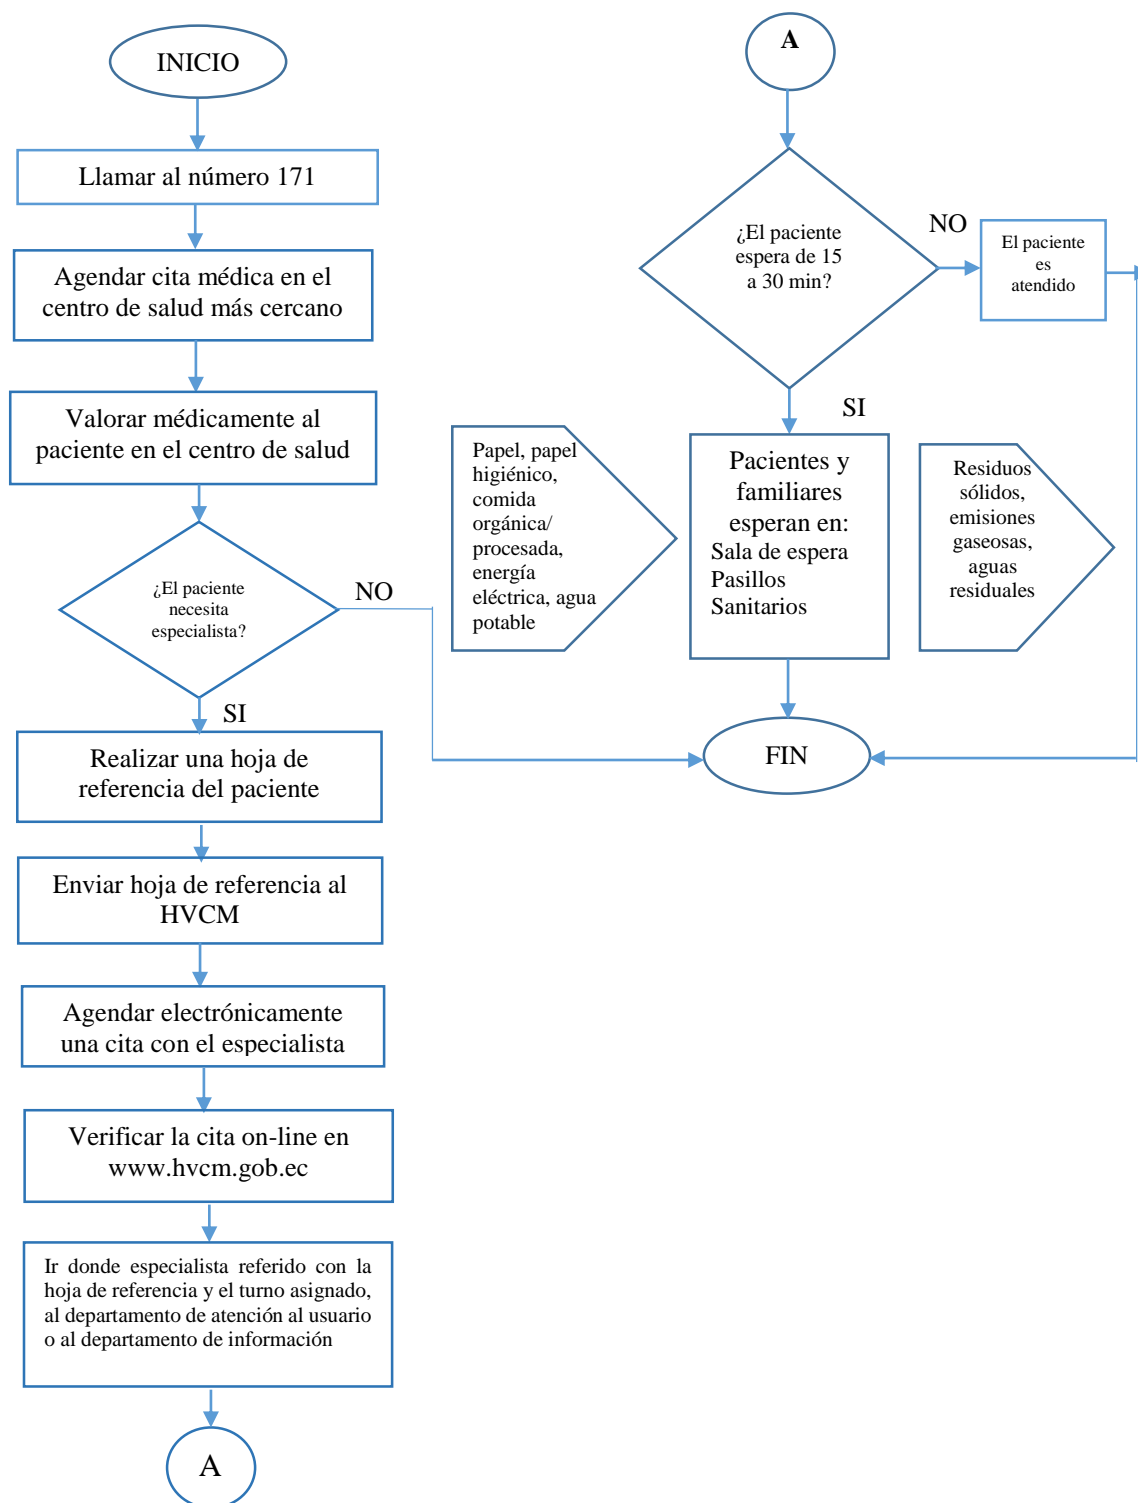 INICIO
Llamar al número 171
Agendar cita médica en el
centro de salud más cercano
Valorar médicamente al
paciente en el centro de salud
¿El paciente
necesita
especialista?
NO
SI
Realizar una hoja de
referencia del paciente
Enviar hoja de referencia al
HVCM
Agendar electrónicamente
una cita con el especialista
Verificar la cita on-line en
www.hvcm.gob.ec
Ir donde especialista referido con la
hoja de referencia y el turno asignado,
al departamento de atención al usuario
o al departamento de información
A
A
¿El paciente
espera de 15
a 30 min?
NO
El paciente
es
atendido
SI
Papel, papel
higiénico,
comida
orgánica/
procesada,
energía
eléctrica, agua
potable
Pacientes y
familiares
esperan en:
Sala de espera
Pasillos
Sanitarios
Residuos
sólidos,
emisiones
gaseosas,
aguas
residuales
FIN